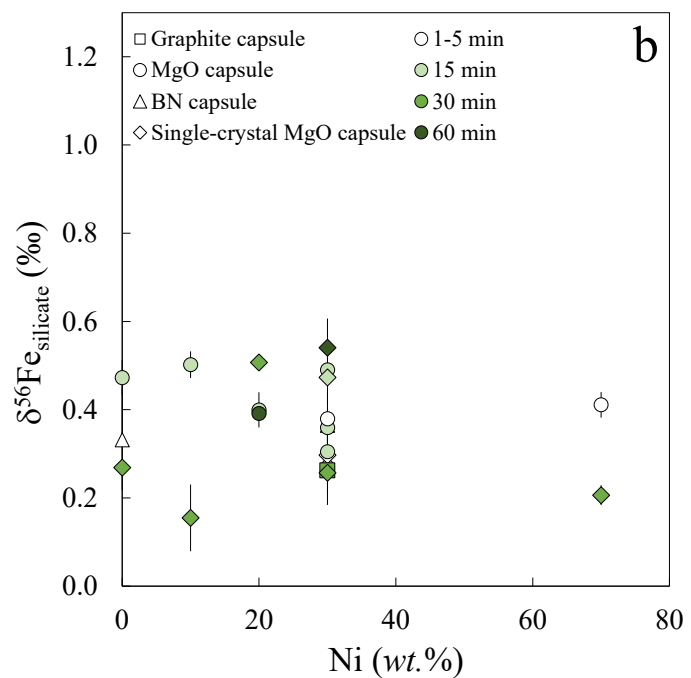 b
Graphite capsule 1-5 min
MgO capsule 15 min
BN capsule 30 min
Single-crystal MgO capsule 60 min
1.2
1.0
0.8
0.6
0.4
0.2
0.0
δ⁵⁶Fe_silicate (‰)
0 20 40 60 80
Ni (wt.%)